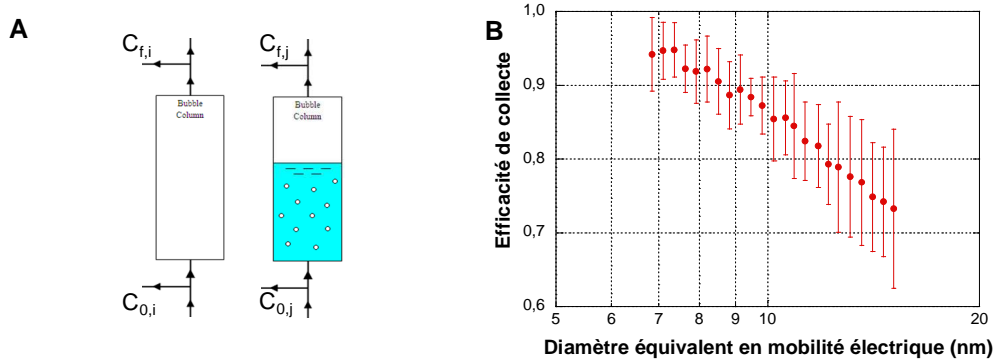 A
C_f,i
C_f,j
Bubble
Column
Bubble
Column
C_0,i
C_0,j
B
Efficacité de collecte
1,0
0,9
0,8
0,7
0,6
5
6
7
8
9
10
20
Diamètre équivalent en mobilité électrique (nm)